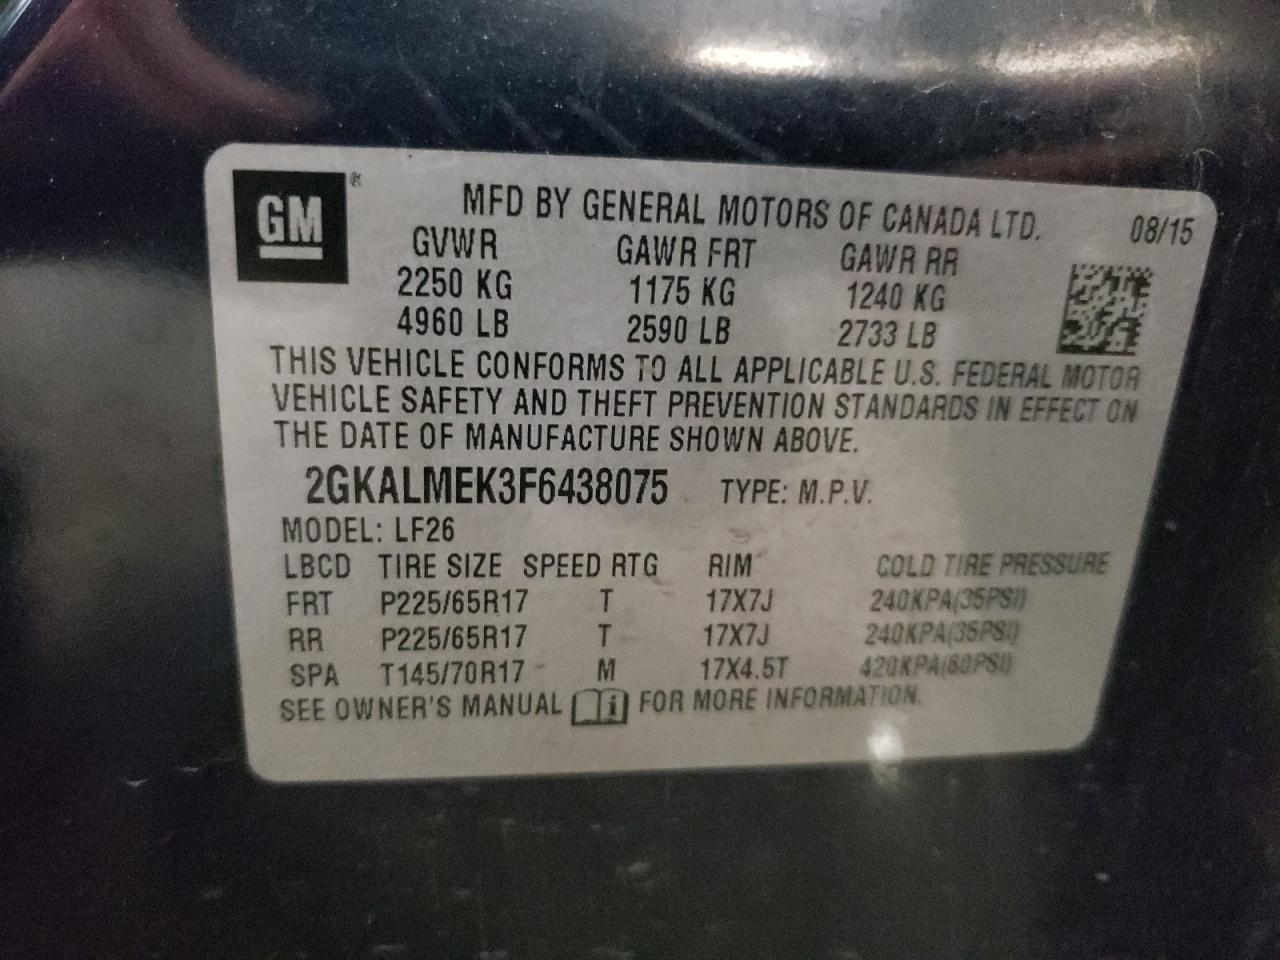 GM®
MFD BY GENERAL MOTORS OF CANADA LTD. 08/15
GVWR GAWR FRT GAWR RR
2250 KG 1175 KG 1240 KG
4960 LB 2590 LB 2733 LB
THIS VEHICLE CONFORMS TO ALL APPLICABLE U.S. FEDERAL MOTOR
VEHICLE SAFETY AND THEFT PREVENTION STANDARDS IN EFFECT ON
THE DATE OF MANUFACTURE SHOWN ABOVE.
2GKALMEK3F6438075 TYPE: M.P.V.
MODEL: LF26
LBCD TIRE SIZE SPEED RTG RIM COLD TIRE PRESSURE
FRT P225/65R17 T 17X7J 240KPA(35PSI)
RR P225/65R17 T 17X7J 240KPA(35PSI)
SPA T145/70R17 M 17X4.5T 420KPA(60PSI)
SEE OWNER'S MANUAL i FOR MORE INFORMATION.